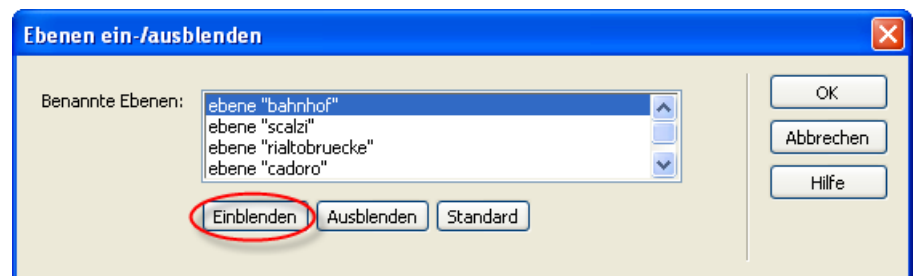 Ebenen ein-/ausblenden
Benannte Ebenen:
ebene "bahnhof"
ebene "scalzi"
ebene "rialtobruecke"
ebene "cadoro"
Einblenden Ausblenden Standard
OK
Abbrechen
Hilfe